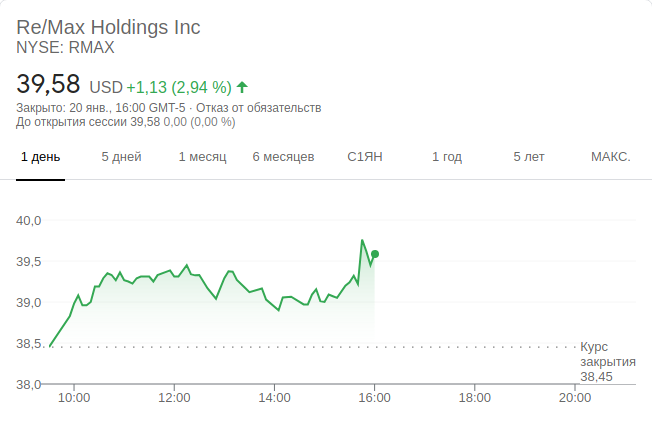 Re/Max Holdings Inc
NYSE: RMAX
39,58 USD +1,13 (2,94 %)
Закрыто: 20 янв., 16:00 GMT-5 · Отказ от обязательств
До открытия сессии 39,58 0,00 (0,00 %)
1 день 5 дней 1 месяц 6 месяцев С1ЯН 1 год 5 лет МАКС.
40,0
39,5
39,0
38,5
Курс
закрытия
38,45
38,0
10:00 12:00 14:00 16:00 18:00 20:00